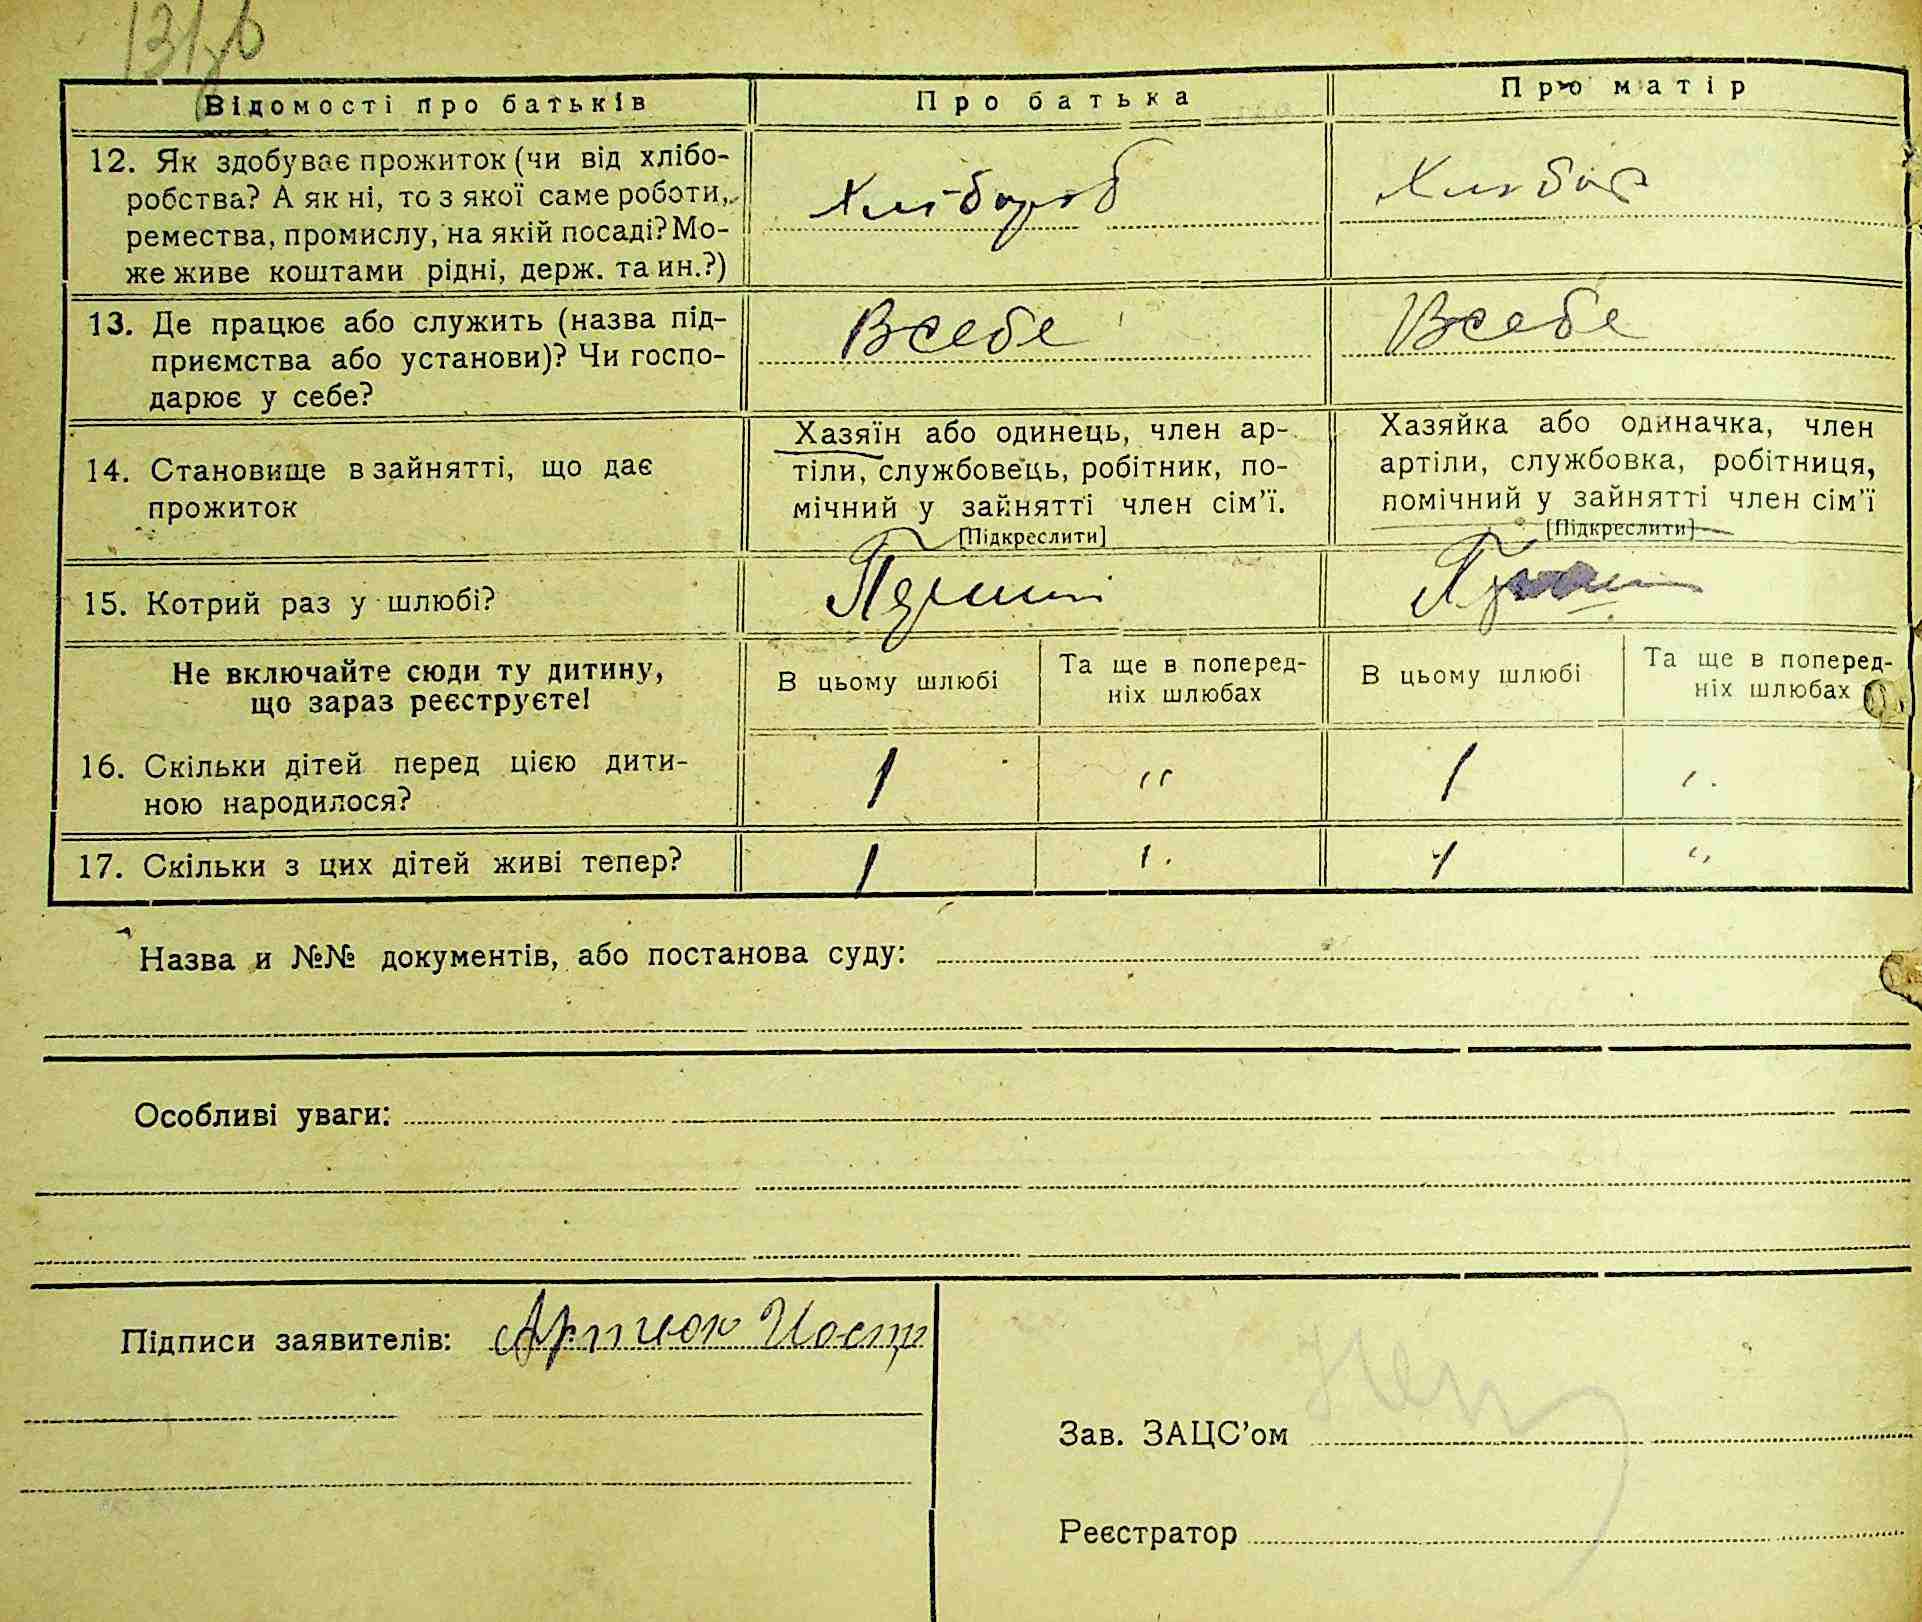 131зв
Відомості про батьків
Про батька
Про матір
12. Як здобуває прожиток (чи від хлібо-
робства? А як ні, то з якої саме роботи,
ремества, промислу, на якій посаді? Мо-
же живе коштами рідні, держ. та ин.?)
Хлібороб
Хлібор
13. Де працює або служить (назва під-
приємства або установи)? Чи госпо-
дарює у себе?
В себе
В себе
14. Становище в зайнятті, що дає
прожиток
Хазяїн або одинець, член ар-
тіли, службовець, робітник, по-
мічний у зайнятті член сім’ї.
[Підкреслити]
Хазяйка або одиначка, член
артіли, службовка, робітниця,
помічний у зайнятті член сім’ї
[Підкреслити]
15. Котрий раз у шлюбі?
Перший
Не включайте сюди ту дитину,
що зараз реєструєте!
В цьому шлюбі
Та ще в поперед-
ніх шлюбах
В цьому шлюбі
Та ще в поперед-
ніх шлюбах
16. Скільки дітей перед цією дити-
ною народилося?
1 " 1 "
17. Скільки з цих дітей живі тепер?
1 " 1 "
Назва и №№ документів, або постанова суду:
Особливі уваги:
Підписи заявителів: Артиюк
Зав. ЗАЦС’ом
Реєстратор